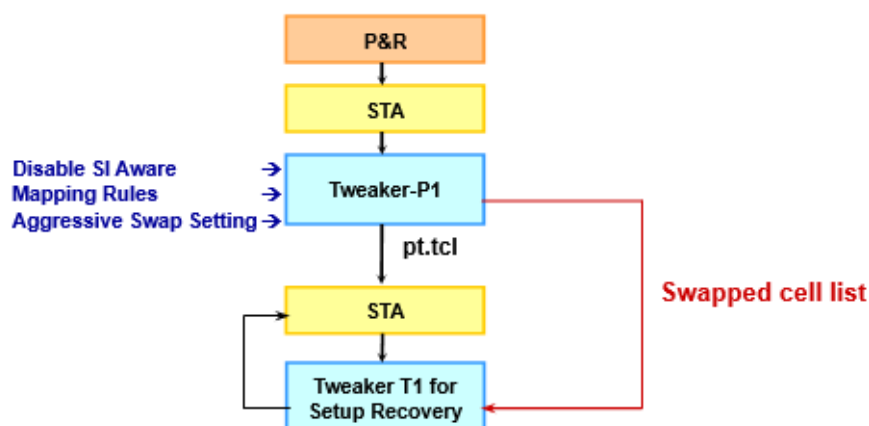 P&R
STA
Disable SI Aware →
Mapping Rules →
Aggressive Swap Setting →
Tweaker-P1
pt.tcl
Swapped cell list
STA
Tweaker T1 for
Setup Recovery